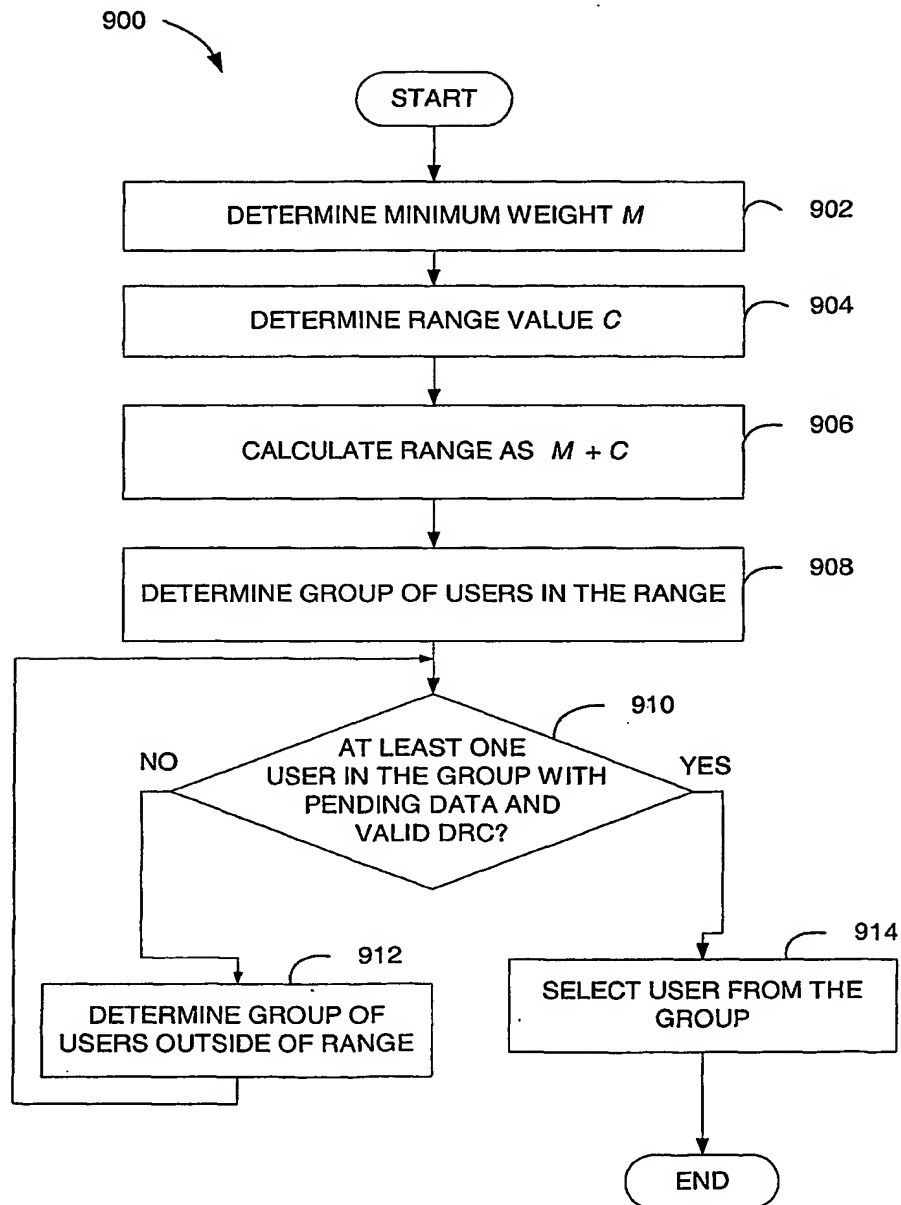 900
START
DETERMINE MINIMUM WEIGHT M
902
DETERMINE RANGE VALUE C
904
CALCULATE RANGE AS M + C
906
DETERMINE GROUP OF USERS IN THE RANGE
908
910
AT LEAST ONE
USER IN THE GROUP WITH
PENDING DATA AND
VALID DRC?
NO
YES
912
DETERMINE GROUP OF
USERS OUTSIDE OF RANGE
914
SELECT USER FROM THE
GROUP
END